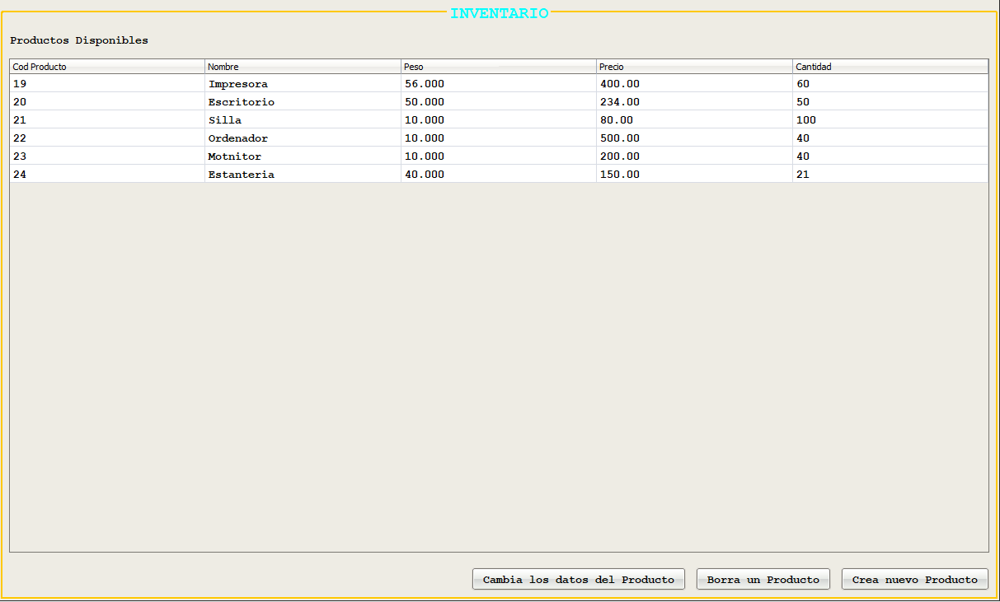 INVENTARIO
Productos Disponibles
Cod Producto Nombre Peso Precio Cantidad
19 Impresora 56.000 400.00 60
20 Escritorio 50.000 234.00 50
21 Silla 10.000 80.00 100
22 Ordenador 10.000 500.00 40
23 Motnitor 10.000 200.00 40
24 Estanteria 40.000 150.00 21
Cambia los datos del Producto Borra un Producto Crea nuevo Producto